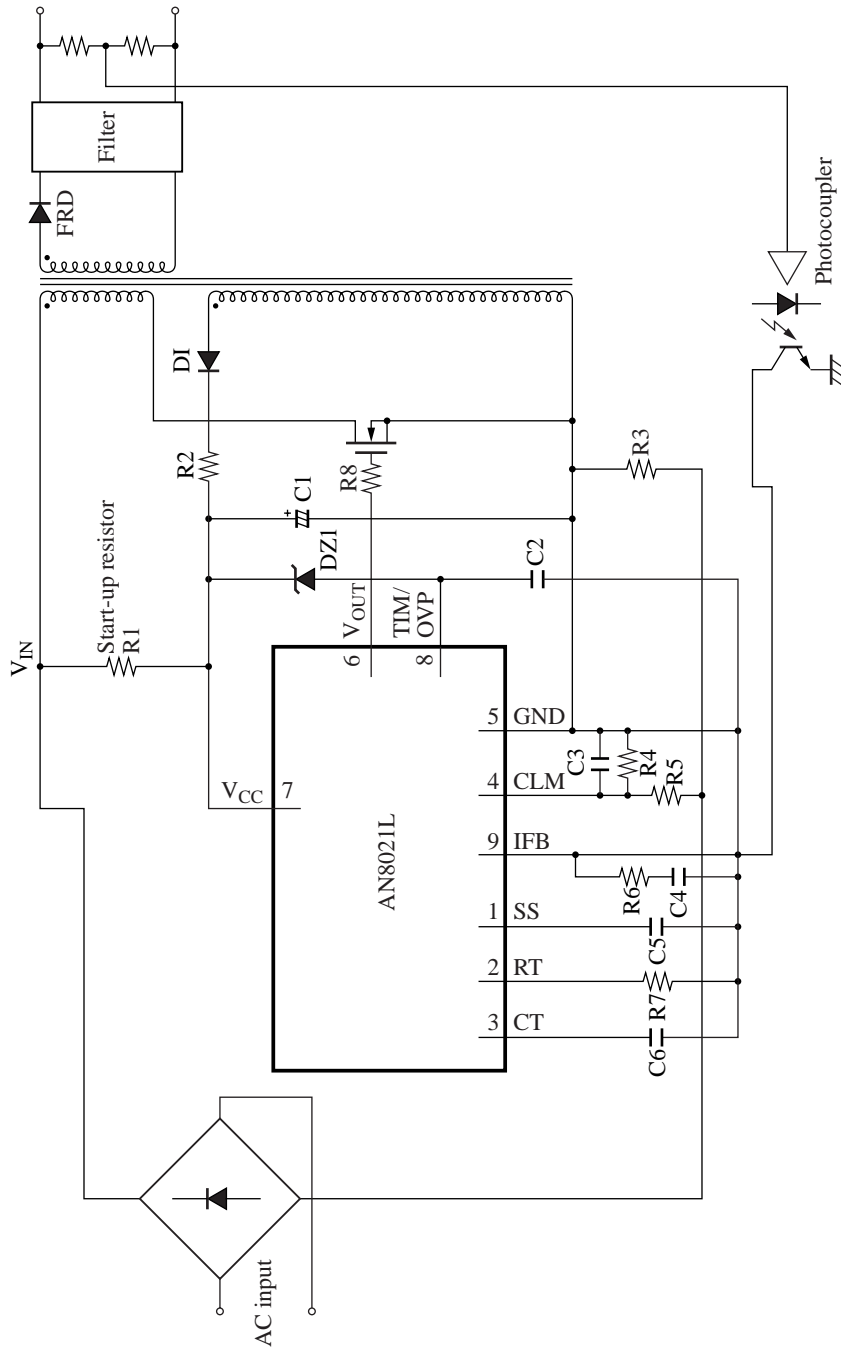 AC input
V_IN
Start-up resistor
R1
R2
DI
FRD
Filter
C1
DZ1
R8
V_CC
7
AN8021L
6
V_OUT
TIM/
OVP
8
3
CT
2
RT
1
SS
9
IFB
4
CLM
5
GND
C6
R7
C5
R6
C4
C3
R4
R5
C2
R3
Photocoupler